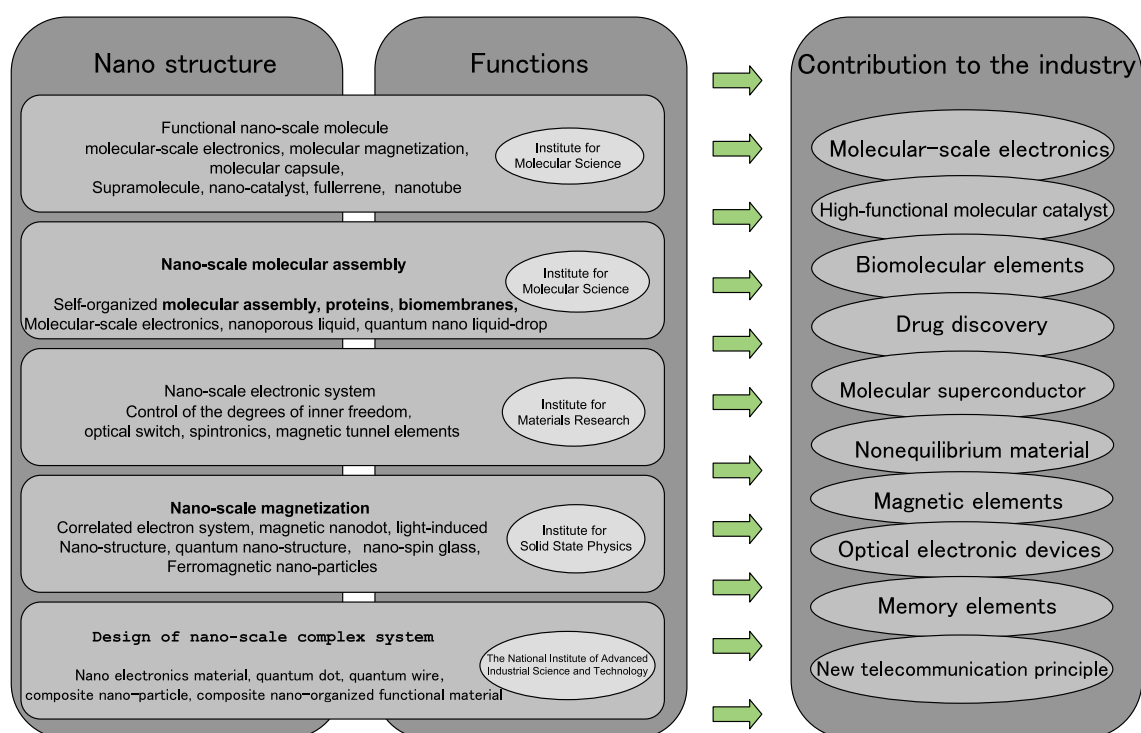 Nano structure
Functions
Functional nano-scale molecule
molecular-scale electronics, molecular magnetization,
molecular capsule,
Supramolecule, nano-catalyst, fullerrene, nanotube
Institute for
Molecular Science
Nano-scale molecular assembly
Self-organized molecular assembly, proteins, biomembranes,
Molecular-scale electronics, nanoporous liquid, quantum nano liquid-drop
Institute for
Molecular Science
Nano-scale electronic system
Control of the degrees of inner freedom,
optical switch, spintronics, magnetic tunnel elements
Institute for
Materials Research
Nano-scale magnetization
Correlated electron system, magnetic nanodot, light-induced
Nano-structure, quantum nano-structure, nano-spin glass,
Ferromagnetic nano-particles
Institute for
Solid State Physics
Design of nano-scale complex system
Nano electronics material, quantum dot, quantum wire,
composite nano-particle, composite nano-organized functional material
The National Institute of Advanced
Industrial Science and Technology
Contribution to the industry
Molecular-scale electronics
High-functional molecular catalyst
Biomolecular elements
Drug discovery
Molecular superconductor
Nonequilibrium material
Magnetic elements
Optical electronic devices
Memory elements
New telecommunication principle